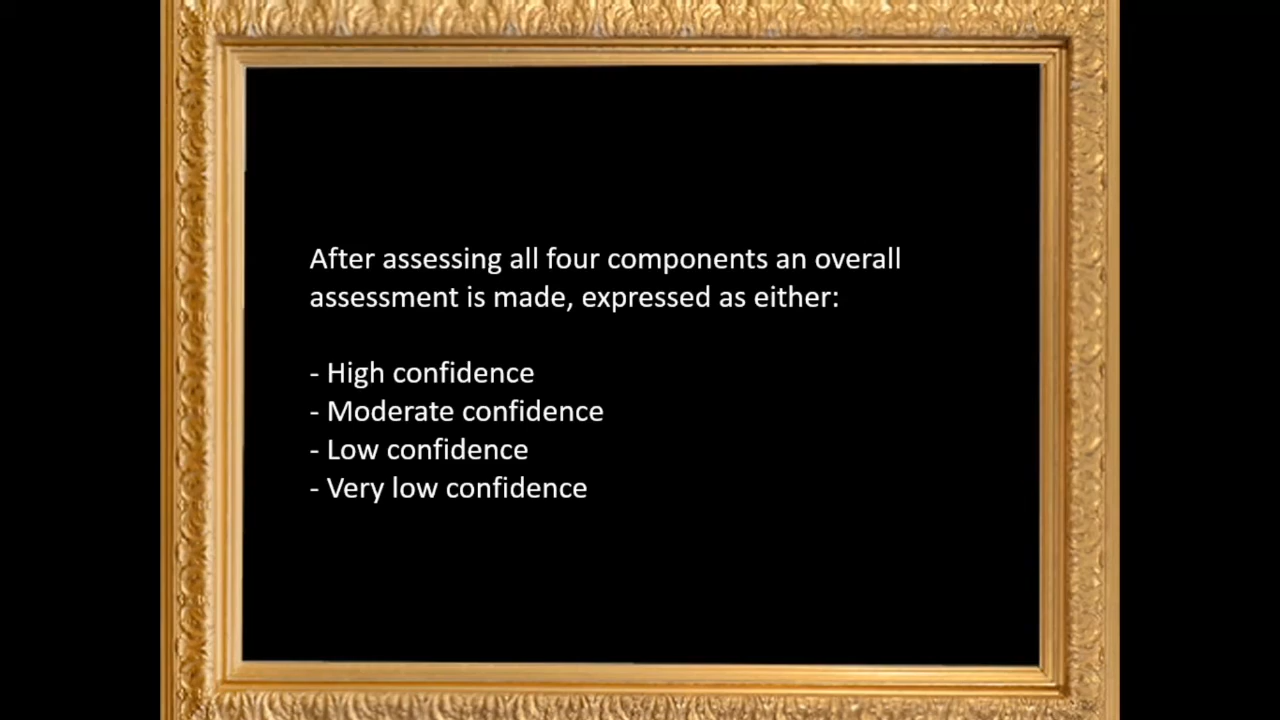 After assessing all four components an overall
assessment is made, expressed as either:
- High confidence
- Moderate confidence
- Low confidence
- Very low confidence